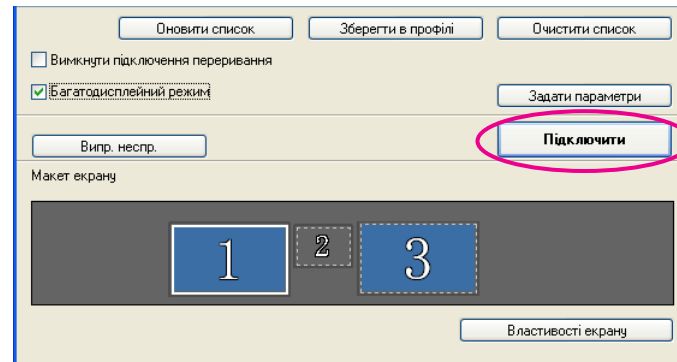 Оновити список Зберегти в профілі Очистити список
Вимкнути підключення переривання
Багатодисплейний режим Задати параметри
Випр. неспр. Підключити
Макет екрану
1 2 3
Властивості екрану